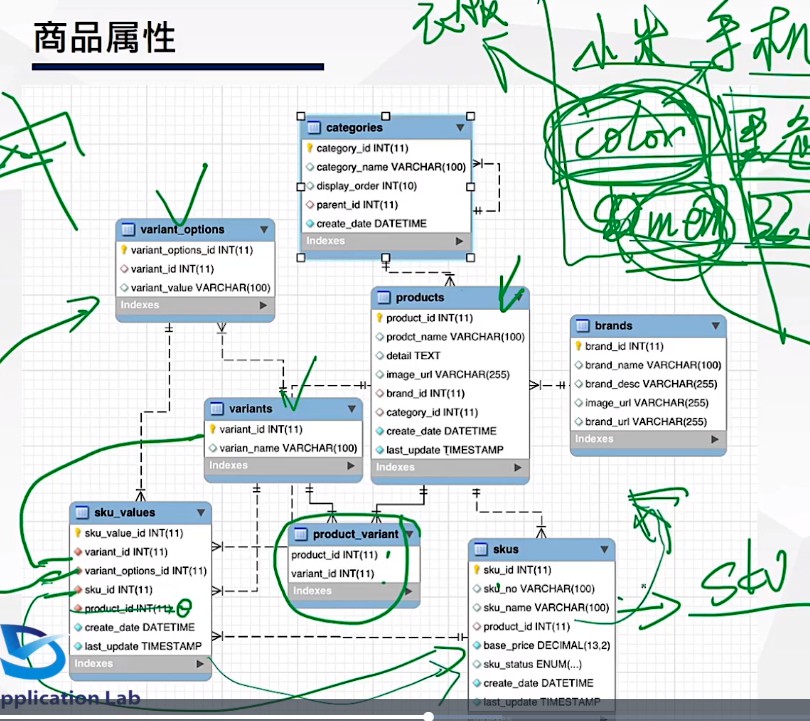 商品属性
衣服
小米手机
color
categories
category_id INT(11)
category_name VARCHAR(100)
display_order INT(10)
parent_id INT(11)
create_date DATETIME
Indexes
variant_options
variant_options_id INT(11)
variant_id INT(11)
variant_value VARCHAR(100)
Indexes
products
product_id INT(11)
prodct_name VARCHAR(100)
detail TEXT
image_url VARCHAR(255)
brand_id INT(11)
category_id INT(11)
create_date DATETIME
last_update TIMESTAMP
Indexes
brands
brand_id INT(11)
brand_name VARCHAR(100)
brand_desc VARCHAR(255)
image_url VARCHAR(255)
brand_url VARCHAR(255)
Indexes
variants
variant_id INT(11)
varian_name VARCHAR(100)
Indexes
sku_values
sku_value_id INT(11)
variant_id INT(11)
variant_options_id INT(11)
sku_id INT(11)
product_id INT(11)
create_date DATETIME
last_update TIMESTAMP
Indexes
product_variant
product_id INT(11)
variant_id INT(11)
Indexes
skus
sku_id INT(11)
sku_no VARCHAR(100)
sku_name VARCHAR(100)
product_id INT(11)
base_price DECIMAL(13,2)
sku_status ENUM(...)
create_date DATETIME
last_update TIMESTAMP
sku
pplication Lab